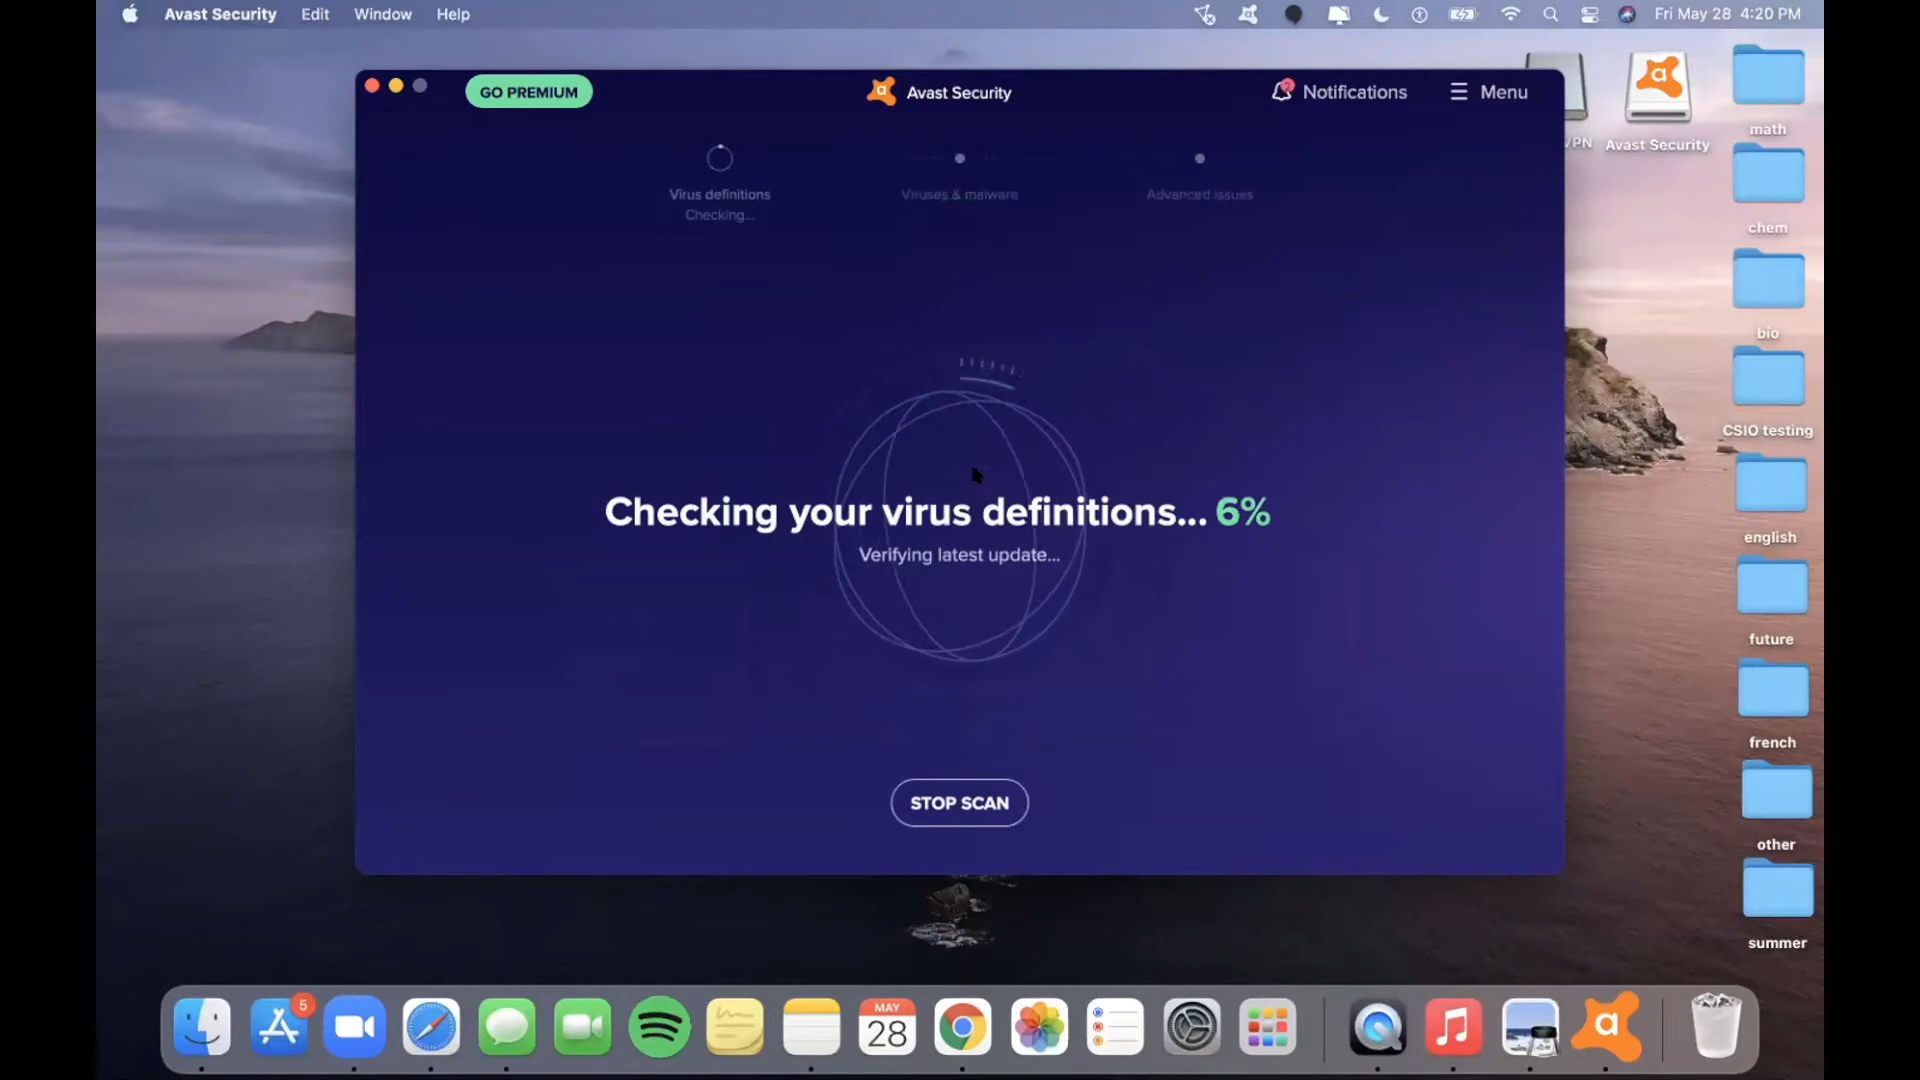 Avast Security Edit Window Help
Fri May 28 4:20 PM
GO PREMIUM
Avast Security
Notifications
Menu
Virus definitions
Checking...
Viruses & malware
Advanced issues
Checking your virus definitions... 6%
Verifying latest update...
STOP SCAN
VPN
Avast Security
math
chem
bio
CSIO testing
english
future
french
other
summer
5
MAY
28